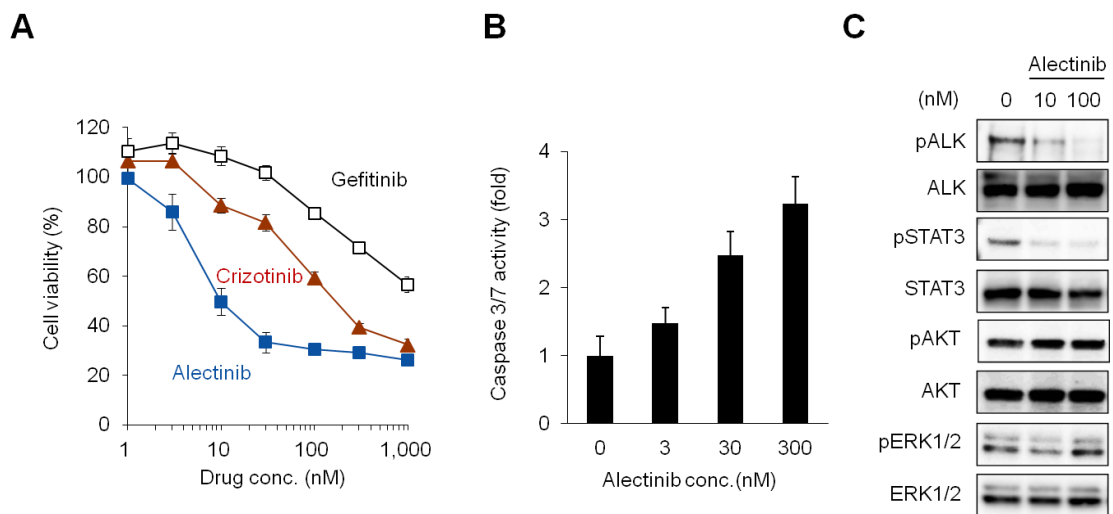 A
120
100
80
60
40
20
0
Cell viability (%)
Gefitinib
Crizotinib
Alectinib
1
10
100
1,000
Drug conc. (nM)
B
4
3
2
1
0
Caspase 3/7 activity (fold)
0
3
30
300
Alectinib conc.(nM)
C
Alectinib
(nM) 0 10 100
pALK
ALK
pSTAT3
STAT3
pAKT
AKT
pERK1/2
ERK1/2